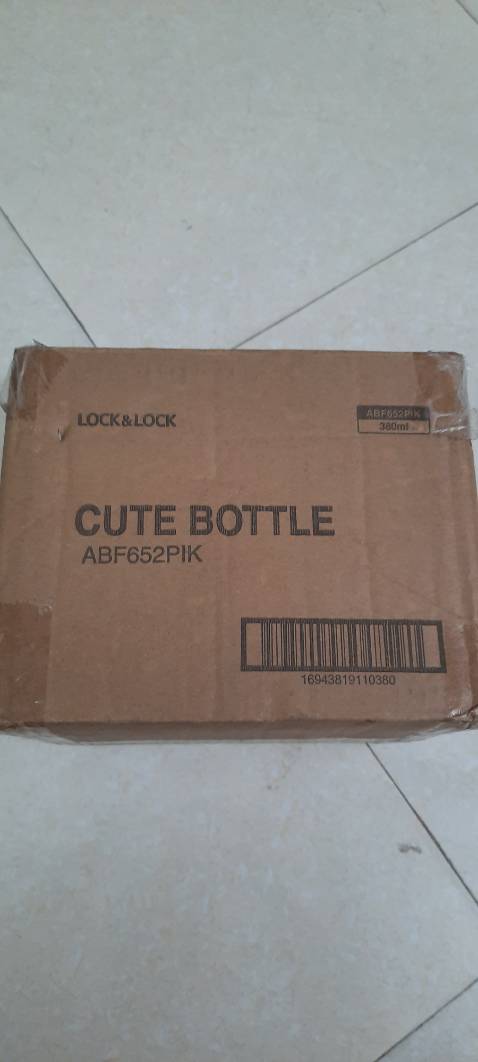 LOCK&LOCK
ABF652PIK
380ml
CUTE BOTTLE
ABF652PIK
16943819110380